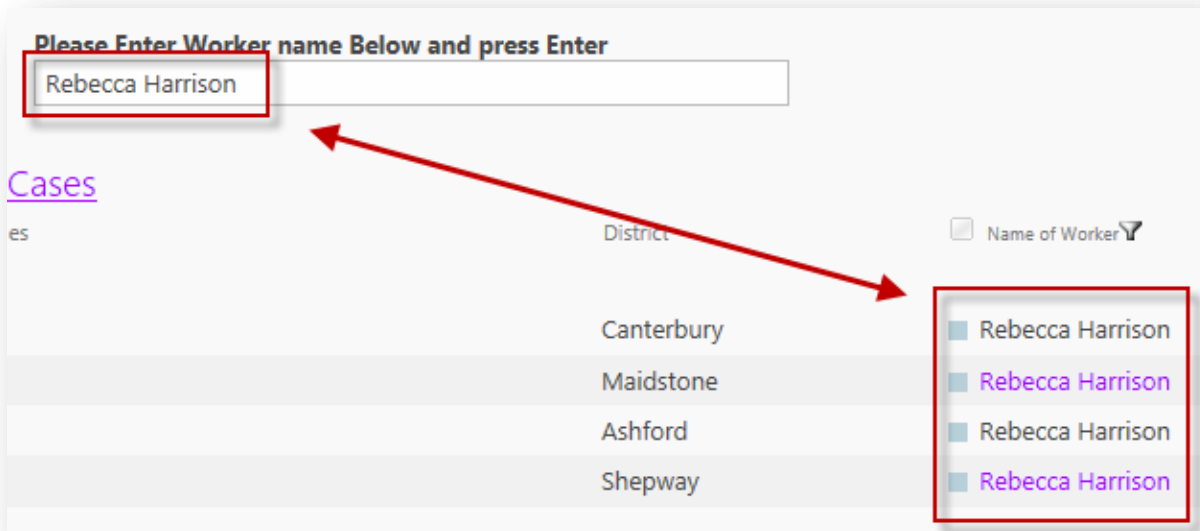 Please Enter Worker name Below and press Enter
Rebecca Harrison
Cases
es District Name of Worker
Canterbury Rebecca Harrison
Maidstone Rebecca Harrison
Ashford Rebecca Harrison
Shepway Rebecca Harrison